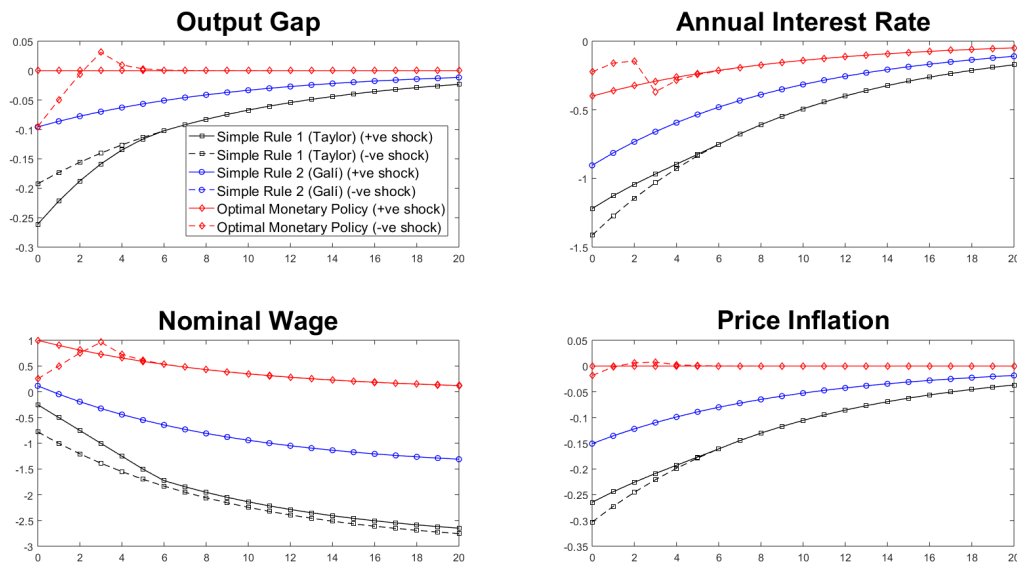 Output Gap
0.05
0
-0.05
-0.1
-0.15
-0.2
-0.25
-0.3
0 2 4 6 8 10 12 14 16 18 20
Simple Rule 1 (Taylor) (+ve shock)
Simple Rule 1 (Taylor) (-ve shock)
Simple Rule 2 (Gali) (+ve shock)
Simple Rule 2 (Gali) (-ve shock)
Optimal Monetary Policy (+ve shock)
Optimal Monetary Policy (-ve shock)
Annual Interest Rate
0
-0.5
-1
-1.5
0 2 4 6 8 10 12 14 16 18 20
Nominal Wage
1
0.5
0
-0.5
-1
-1.5
-2
-2.5
-3
0 2 4 6 8 10 12 14 16 18 20
Price Inflation
0.05
0
-0.05
-0.1
-0.15
-0.2
-0.25
-0.3
-0.35
0 2 4 6 8 10 12 14 16 18 20